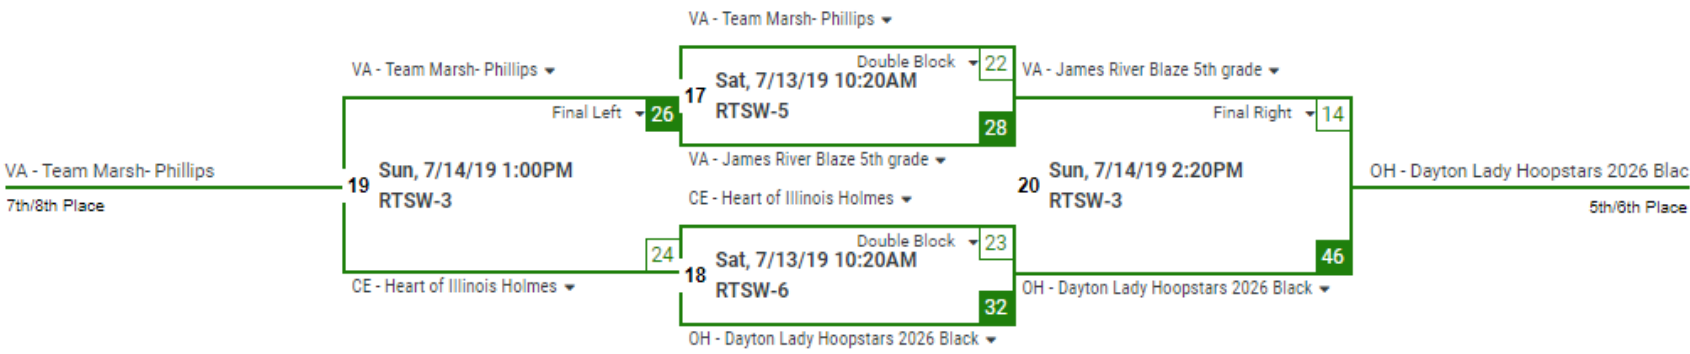 VA - Team Marsh- Phillips
VA - Team Marsh- Phillips
Double Block
22
VA - James River Blaze 5th grade
17
Sat, 7/13/19 10:20AM
Final Left
26
RTSW-5
28
Final Right
14
VA - Team Marsh- Phillips
19
Sun, 7/14/19 1:00PM
VA - James River Blaze 5th grade
20
Sun, 7/14/19 2:20PM
OH - Dayton Lady Hoopstars 2026 Blac
7th/8th Place
RTSW-3
CE - Heart of Illinois Holmes
RTSW-3
5th/6th Place
Double Block
23
24
18
Sat, 7/13/19 10:20AM
46
CE - Heart of Illinois Holmes
RTSW-6
32
OH - Dayton Lady Hoopstars 2026 Black
OH - Dayton Lady Hoopstars 2026 Black